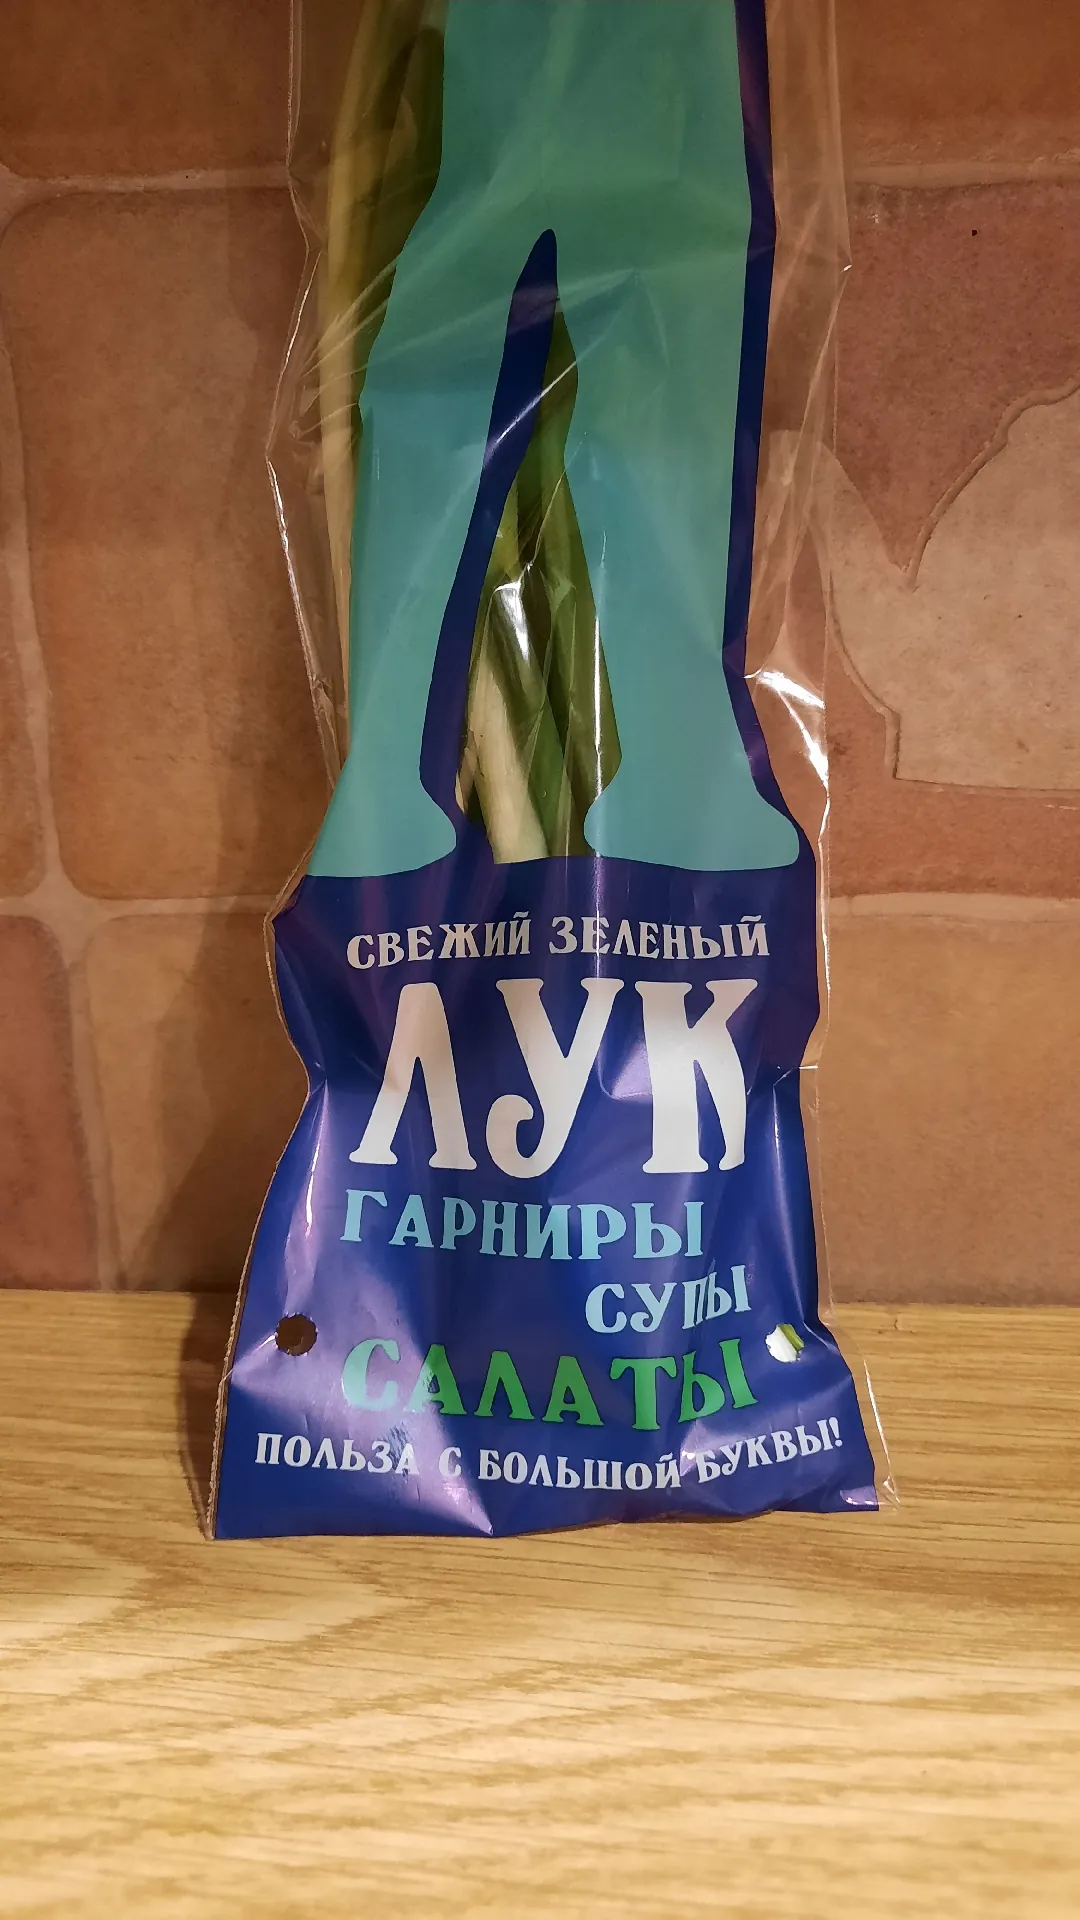 СВЕЖИЙ ЗЕЛЕНЫЙ
ЛУК
ГАРНИРЫ
СУПЫ
САЛАТЫ
ПОЛЬЗА С БОЛЬШОЙ БУКВЫ!